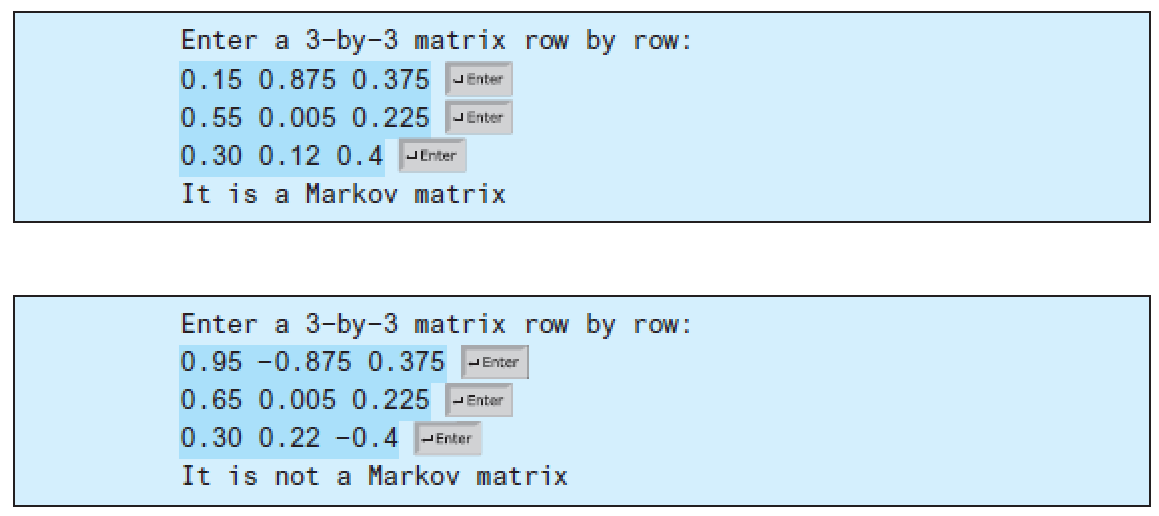 Enter a 3-by-3 matrix row by row:
0.15 0.875 0.375 ↵Enter
0.55 0.005 0.225 ↵Enter
0.30 0.12 0.4 ↵Enter
It is a Markov matrix
Enter a 3-by-3 matrix row by row:
0.95 -0.875 0.375 ↵Enter
0.65 0.005 0.225 ↵Enter
0.30 0.22 -0.4 ↵Enter
It is not a Markov matrix